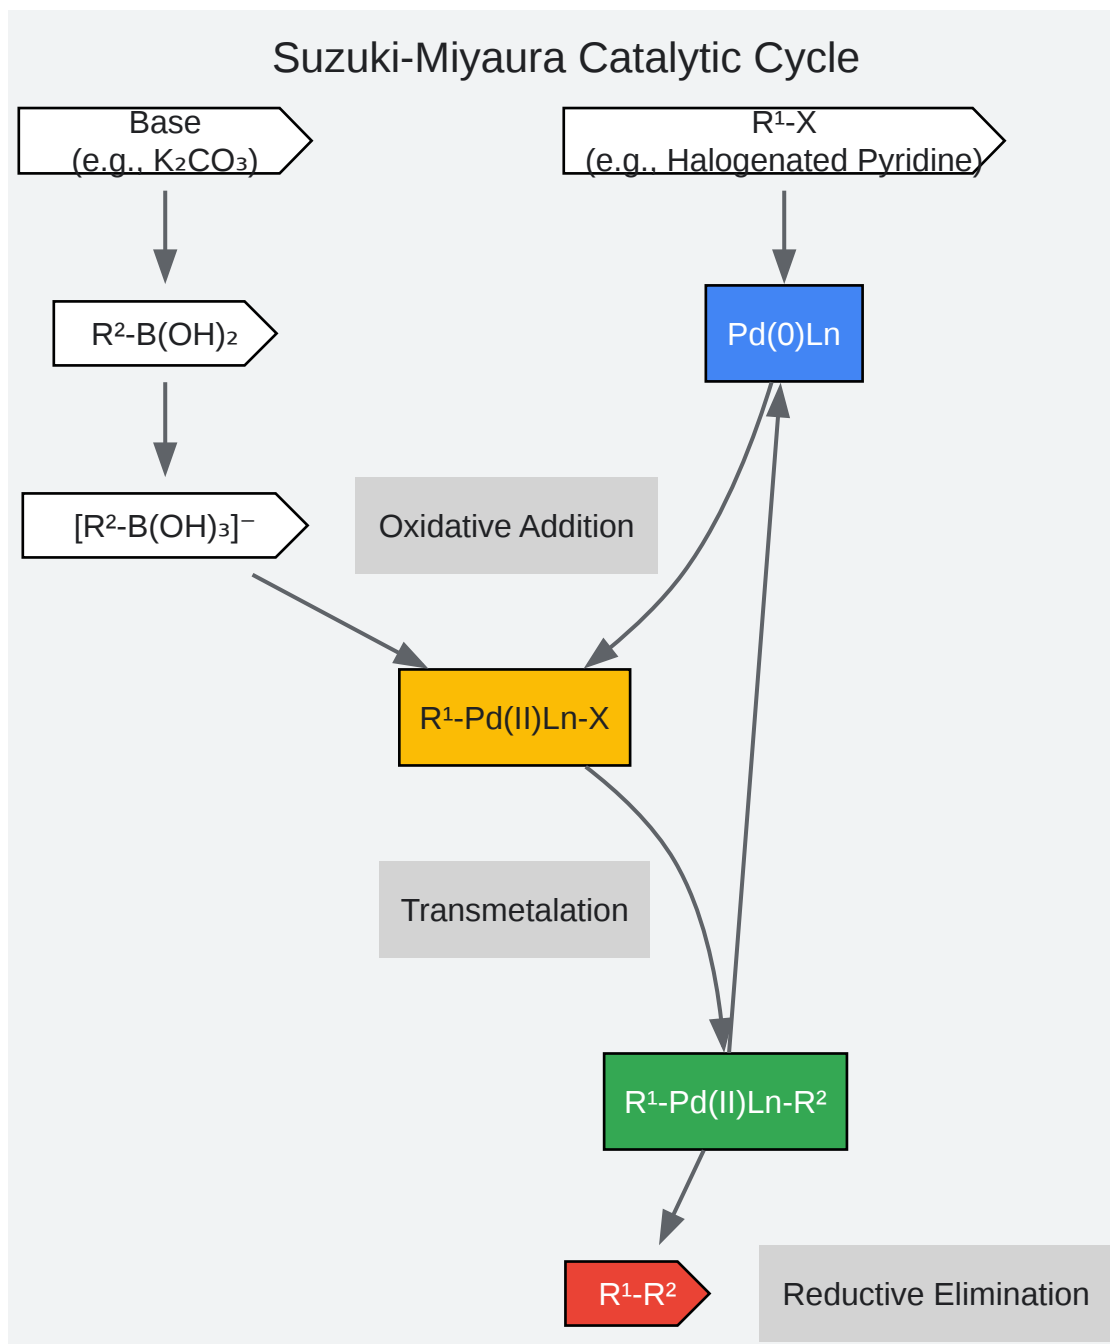 Suzuki-Miyaura Catalytic Cycle
Base
(e.g., K₂CO₃)
R¹-X
(e.g., Halogenated Pyridine)
R²-B(OH)₂
Pd(0)Ln
[R²-B(OH)₃]⁻
Oxidative Addition
R¹-Pd(II)Ln-X
Transmetalation
R¹-Pd(II)Ln-R²
R¹-R²
Reductive Elimination